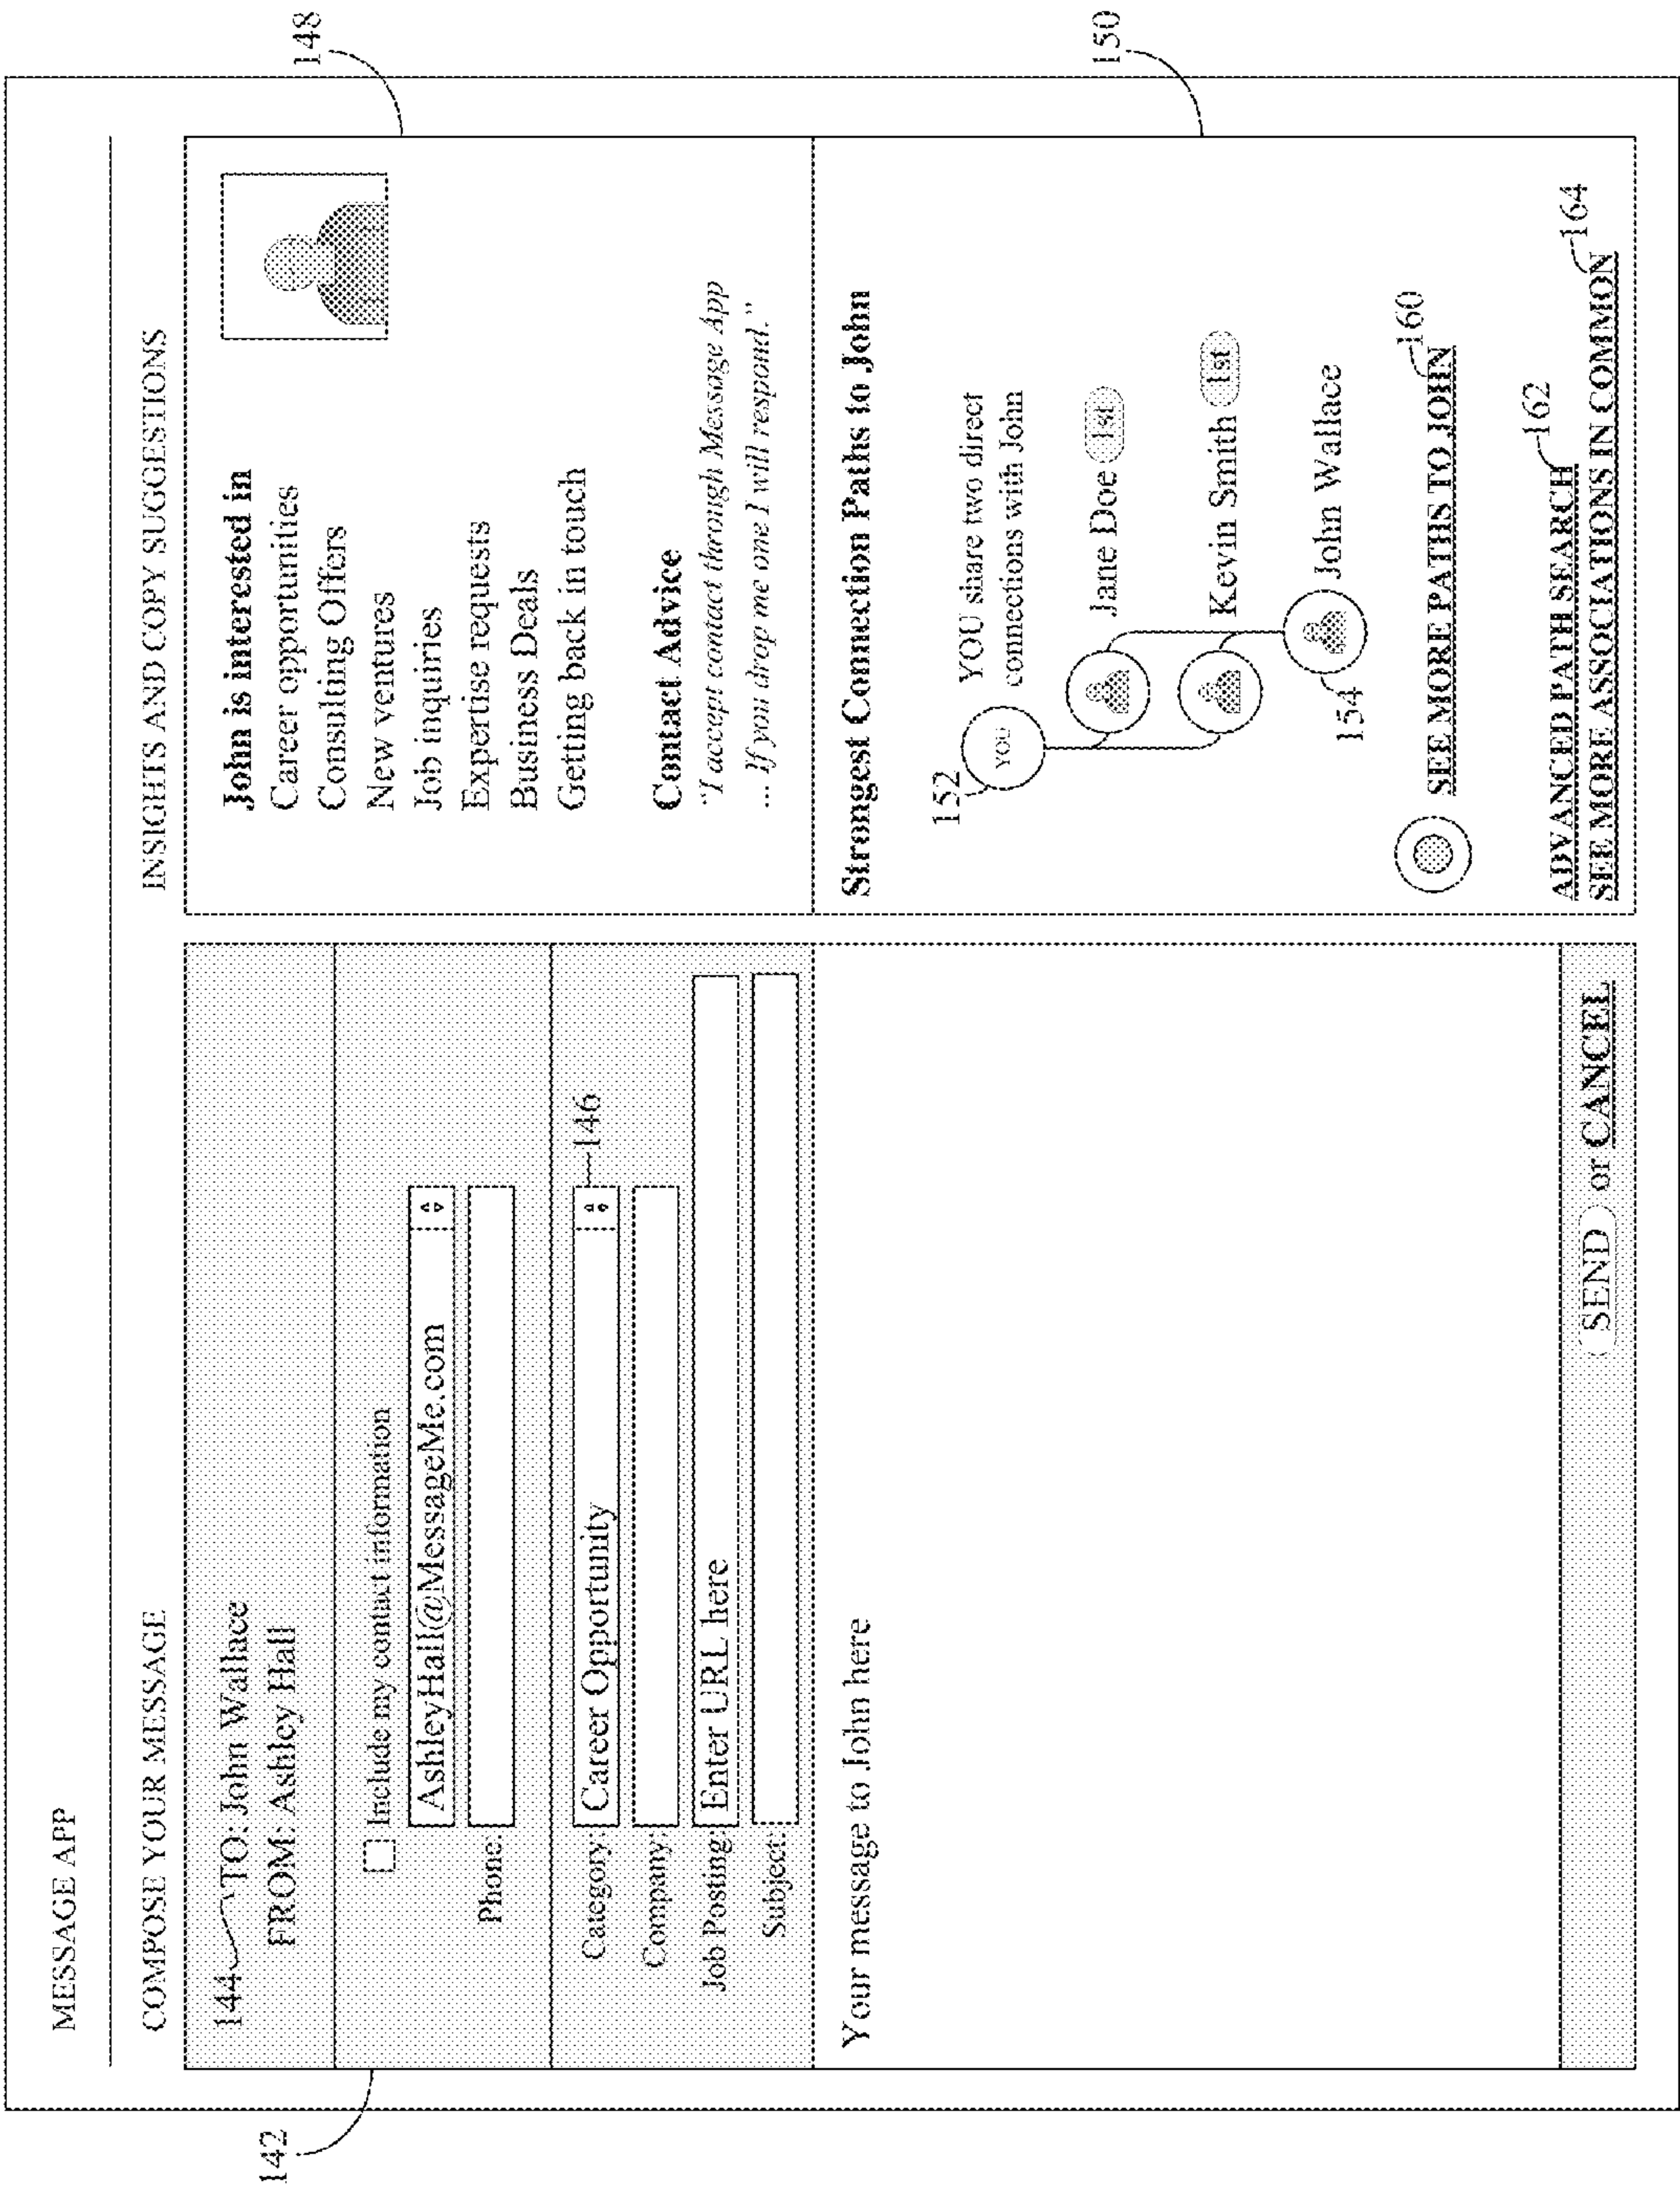 MESSAGE APP
COMPOSE YOUR MESSAGE
142
144 TO: John Wallace
FROM: Ashley Hall
Include my contact information
AshleyHall@MessageMe.com
Phone:
Category: Career Opportunity
146
Company:
Job Posting: Enter URL here
Subject:
Your message to John here
SEND or CANCEL
INSIGHTS AND COPY SUGGESTIONS
148
John is interested in
Career opportunities
Consulting Offers
New ventures
Job inquiries
Expertise requests
Business Deals
Geting back in touch
Contact Advice
"I accept contact through Message App
... If you drop me one I will respond."
150
Strongest Connection Paths to John
152
YOU
YOU share two direct
connections with John
Jane Doe 1st
Kevin Smith 1st
154
John Wallace
SEE MORE PATHS TO JOHN
160
ADVANCED PATH SEARCH
162
SEE MORE ASSOCIATIONS IN COMMON
164